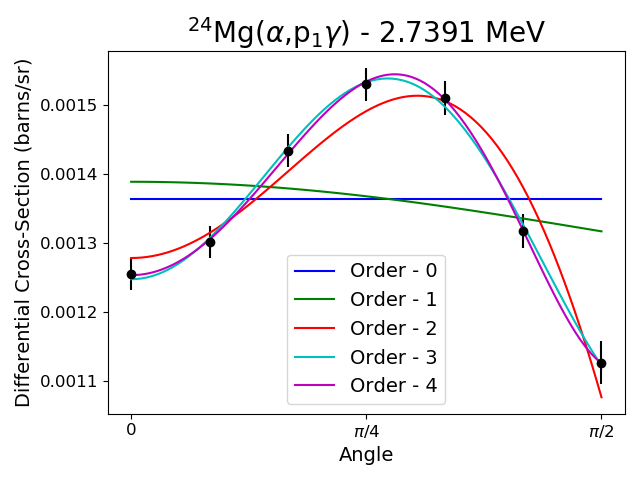 ²⁴Mg(α,p₁γ) - 2.7391 MeV
Differential Cross-Section (barns/sr)
0.0015
0.0014
0.0013
0.0012
0.0011
Order - 0
Order - 1
Order - 2
Order - 3
Order - 4
0
π/4
π/2
Angle